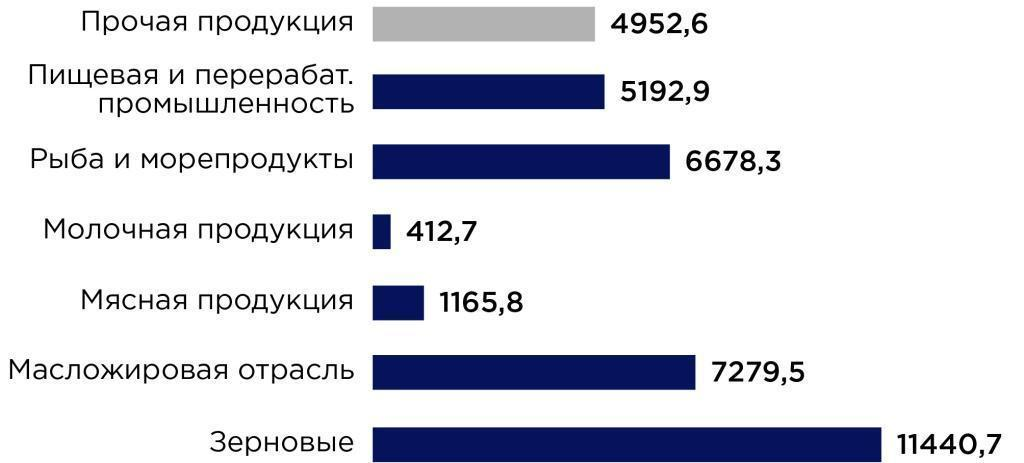 Прочая продукция 4952,6
Пищевая и перерабат.
промышленность 5192,9
Рыба и морепродукты 6678,3
Молочная продукция 412,7
Мясная продукция 1165,8
Масложировая отрасль 7279,5
Зерновые 11440,7